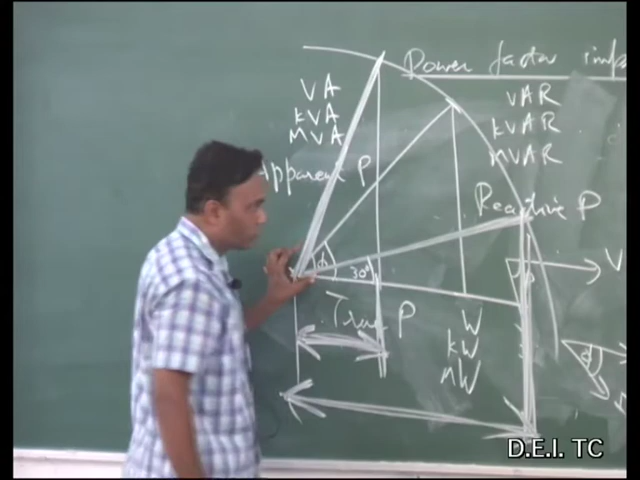 Power factor imp
VA
kVA
MVA
Apparent P
VAR
kVAR
MVAR
Reactive P
V
ϕ
30°
True P
W
kW
MW
ϕ
D.E.I. TC